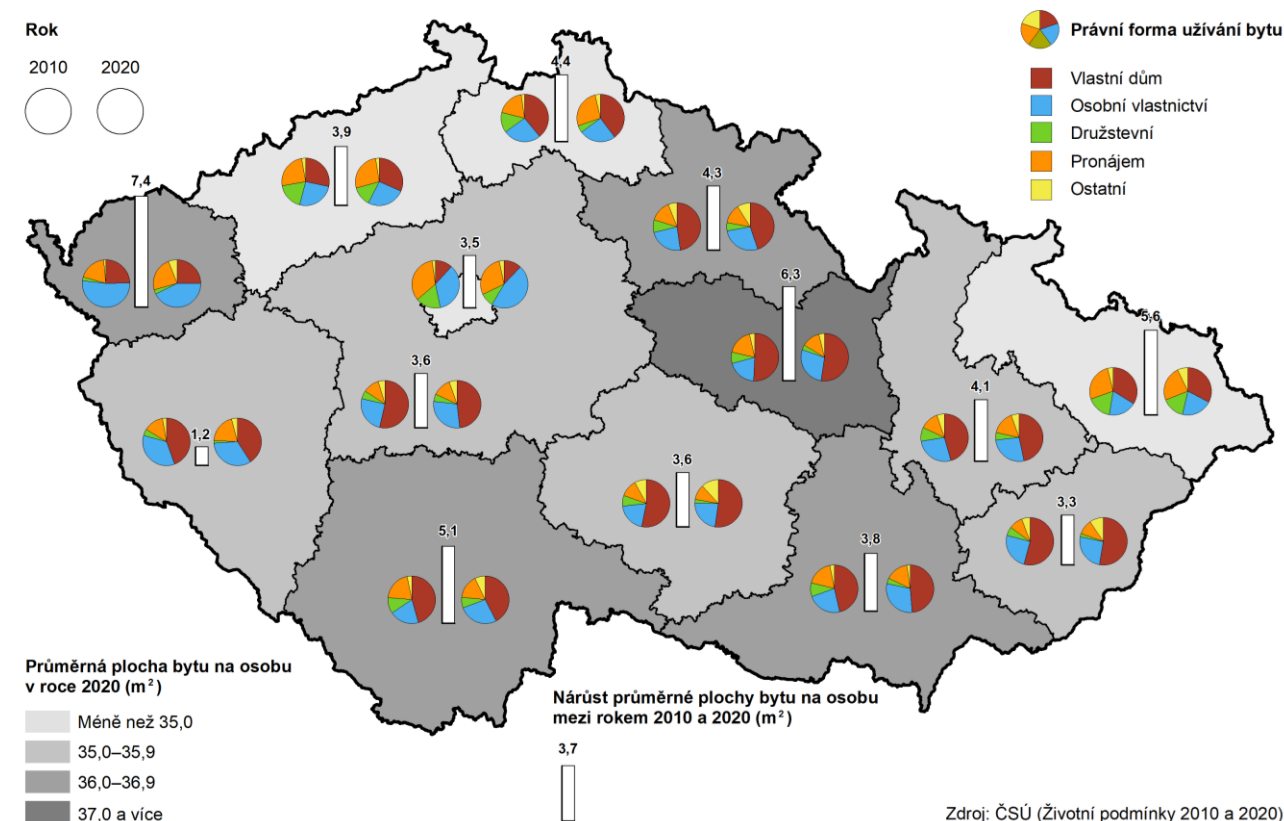 Rok
2010 2020
Právní forma užívání bytu
Vlastní dům
Osobní vlastnictví
Družstevní
Pronájem
Ostatní
4,4
3,9
7,4
4,3
3,5
6,3
5,6
3,6
4,1
1,2
3,6
3,3
5,1
3,8
Průměrná plocha bytu na osobu
v roce 2020 (m²)
Méně než 35,0
35,0–35,9
36,0–36,9
37,0 a více
Nárůst průměrné plochy bytu na osobu
mezi rokem 2010 a 2020 (m²)
3,7
Zdroj: ČSÚ (Životní podmínky 2010 a 2020)